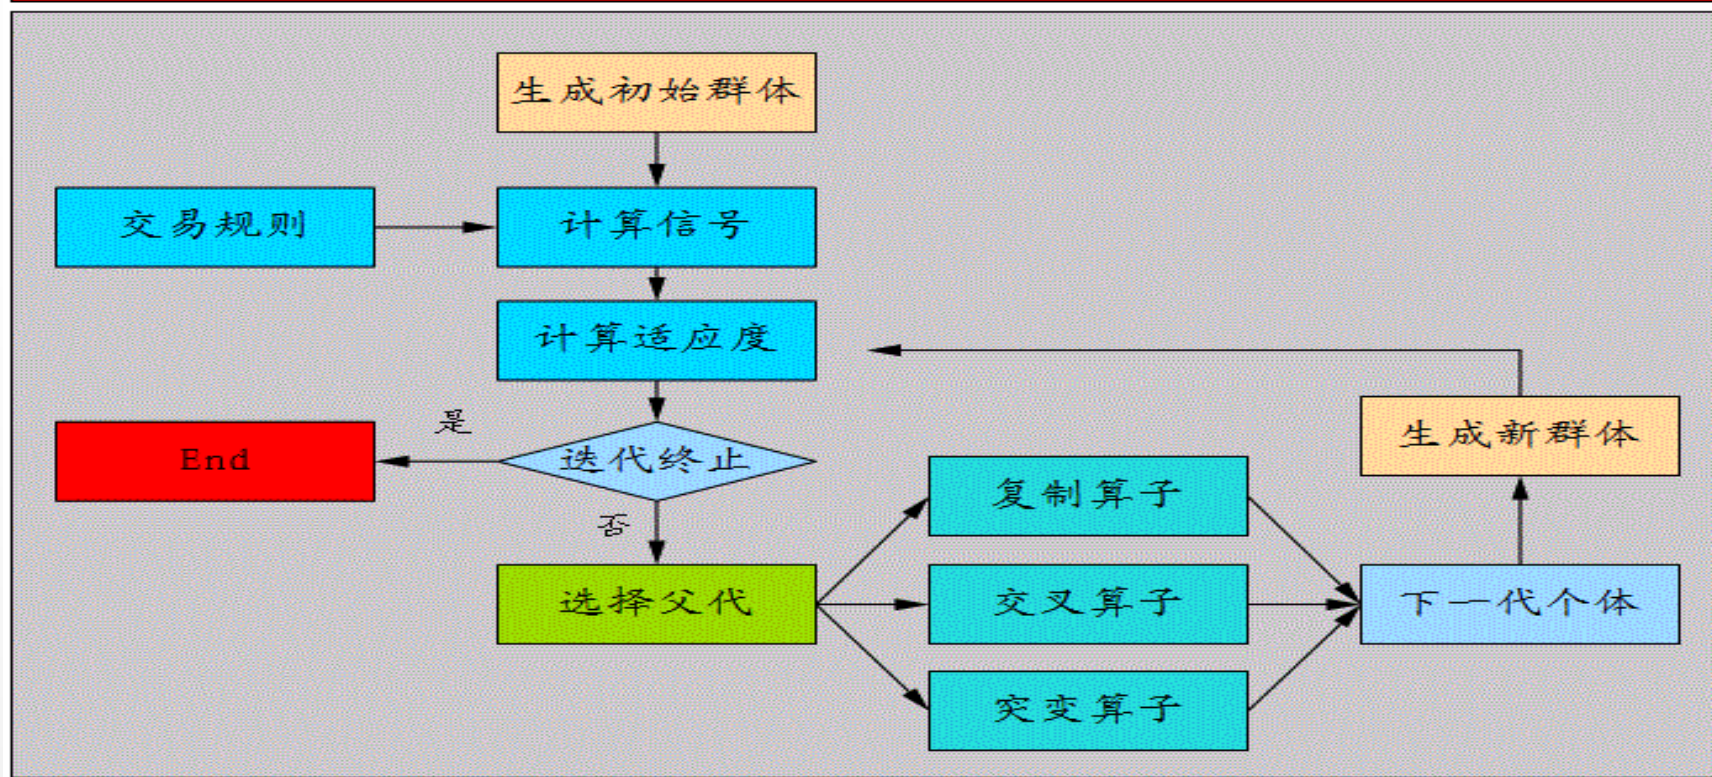 生成初始群体
交易规则
计算信号
计算适应度
是
End
迭代终止
生成新群体
否
复制算子
选择父代
交叉算子
下一代个体
突变算子